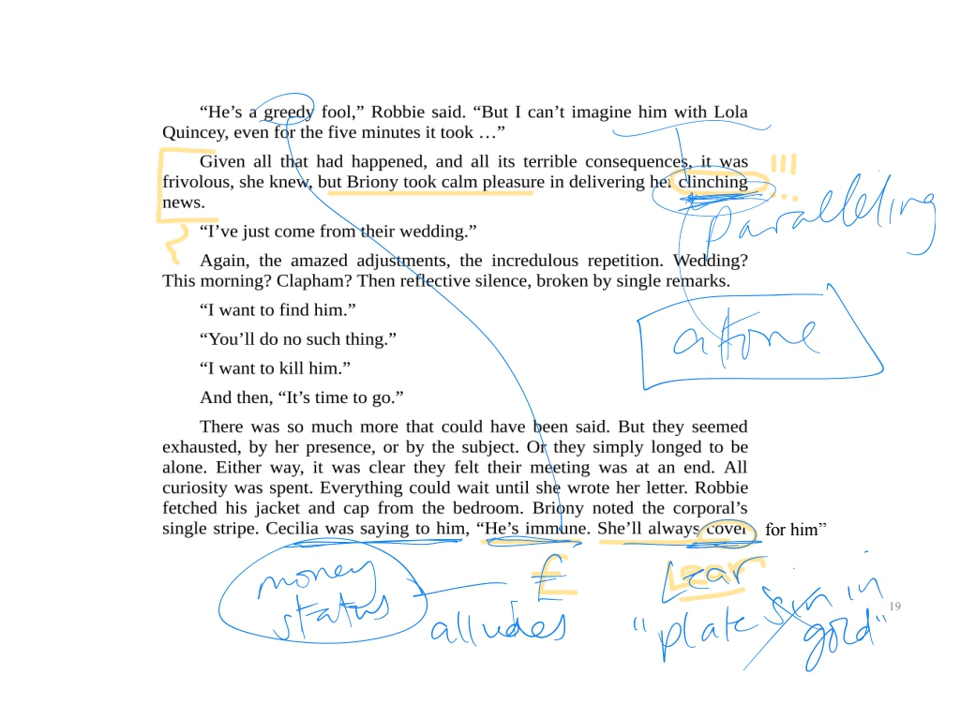 “He’s a greedy fool,” Robbie said. “But I can’t imagine him with Lola
Quincey, even for the five minutes it took …”
Given all that had happened, and all its terrible consequences, it was
frivolous, she knew, but Briony took calm pleasure in delivering her clinching
news.
!!!
paralleling
“I’ve just come from their wedding.”
Again, the amazed adjustments, the incredulous repetition. Wedding?
This morning? Clapham? Then reflective silence, broken by single remarks.
“I want to find him.”
“You’ll do no such thing.”
atone
“I want to kill him.”
And then, “It’s time to go.”
There was so much more that could have been said. But they seemed
exhausted, by her presence, or by the subject. Or they simply longed to be
alone. Either way, it was clear they felt their meeting was at an end. All
curiosity was spent. Everything could wait until she wrote her letter. Robbie
fetched his jacket and cap from the bedroom. Briony noted the corporal’s
single stripe. Cecilia was saying to him, “He’s immune. She’ll always cover for him”
money
status
£
alludes
Lear
"plate sin in
gold"
19